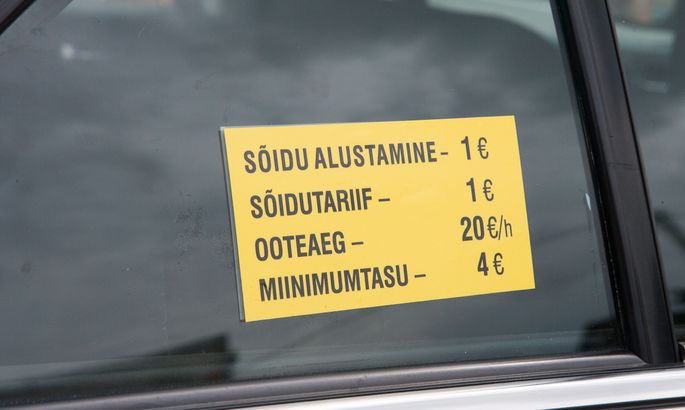 SÕIDU ALUSTAMINE – 1 €
SÕIDUTARIIF – 1 €
OOTEAEG – 20 €/h
MIINIMUMTASU – 4 €